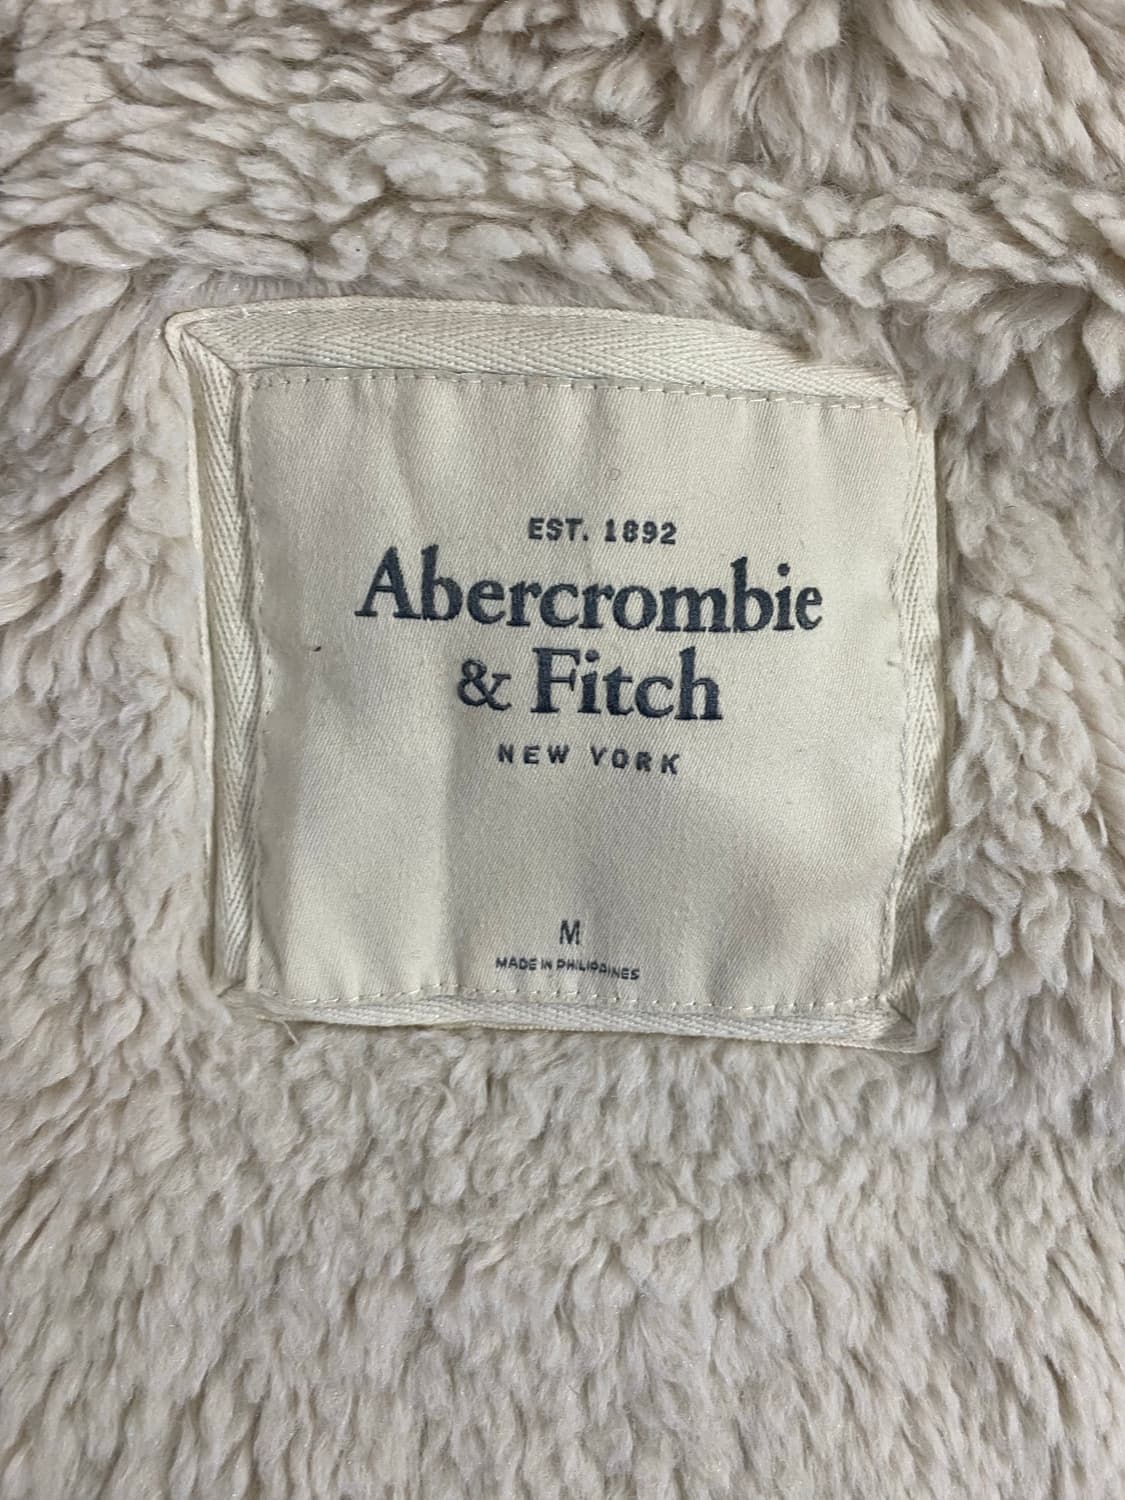 EST. 1892
Abercrombie
& Fitch
NEW YORK
M
MADE IN PHILIPPINES